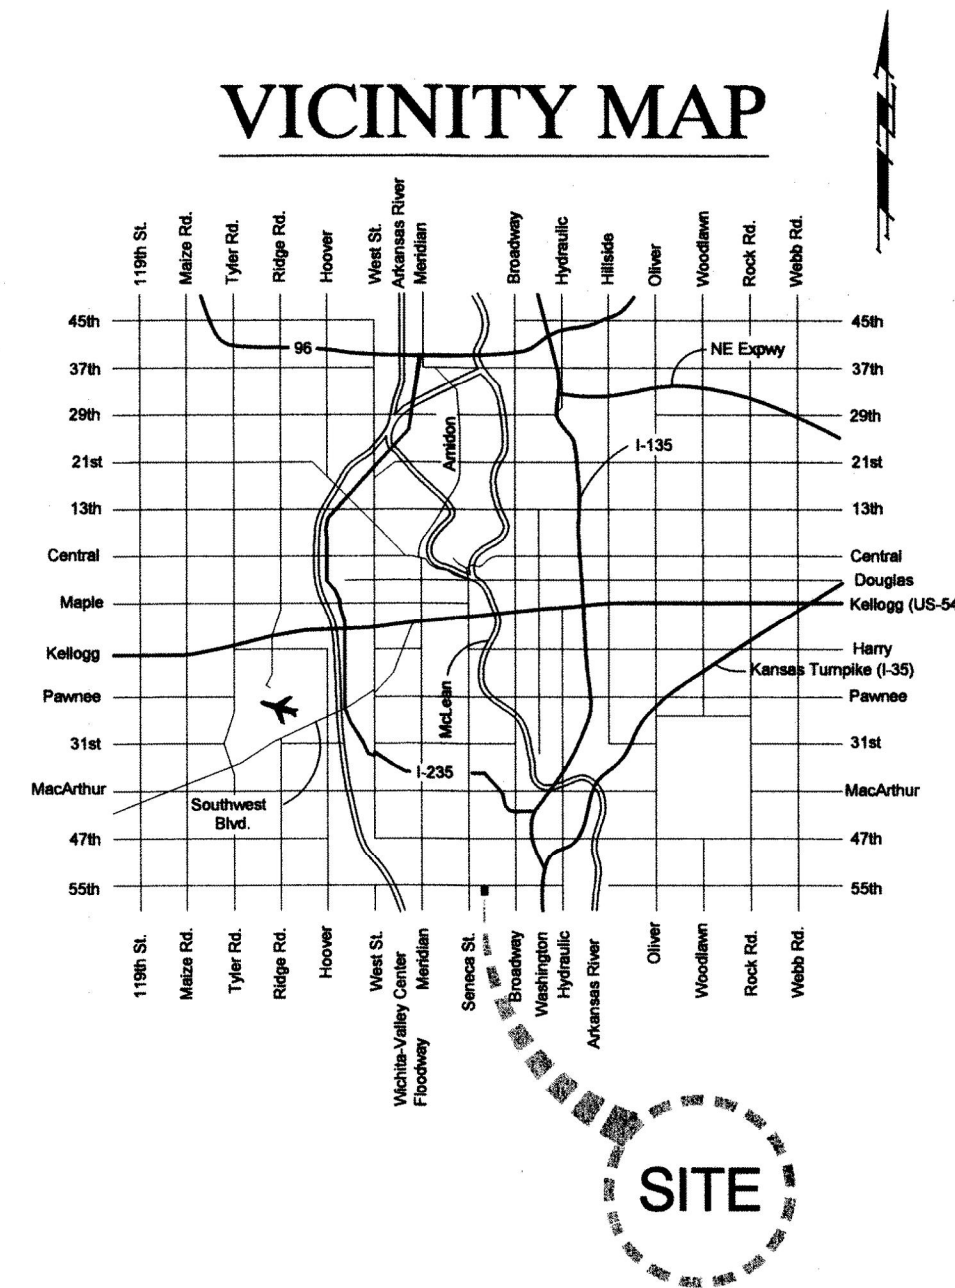 VICINITY MAP
119th St.
Maize Rd.
Tyler Rd.
Ridge Rd.
Hoover
West St.
Arkansas River
Meridian
Broadway
Hydraulic
Hillside
Oliver
Woodlawn
Rock Rd.
Webb Rd.
45th
45th
96
NE Expwy
37th
37th
29th
29th
Amidon
I-135
21st
21st
13th
13th
Central
Central
Douglas
Maple
Kellogg (US-54
Kellogg
Harry
Kansas Turnpike (I-35)
Pawnee
Pawnee
McLean
31st
31st
I-235
MacArthur
MacArthur
Southwest
Blvd.
47th
47th
55th
55th
119th St.
Maize Rd.
Tyler Rd.
Ridge Rd.
Hoover
West St.
Wichita-Valley Center
Floodway
Meridian
Seneca St.
Broadway
Washington
Hydraulic
Arkansas River
Oliver
Woodlawn
Rock Rd.
Webb Rd.
SITE